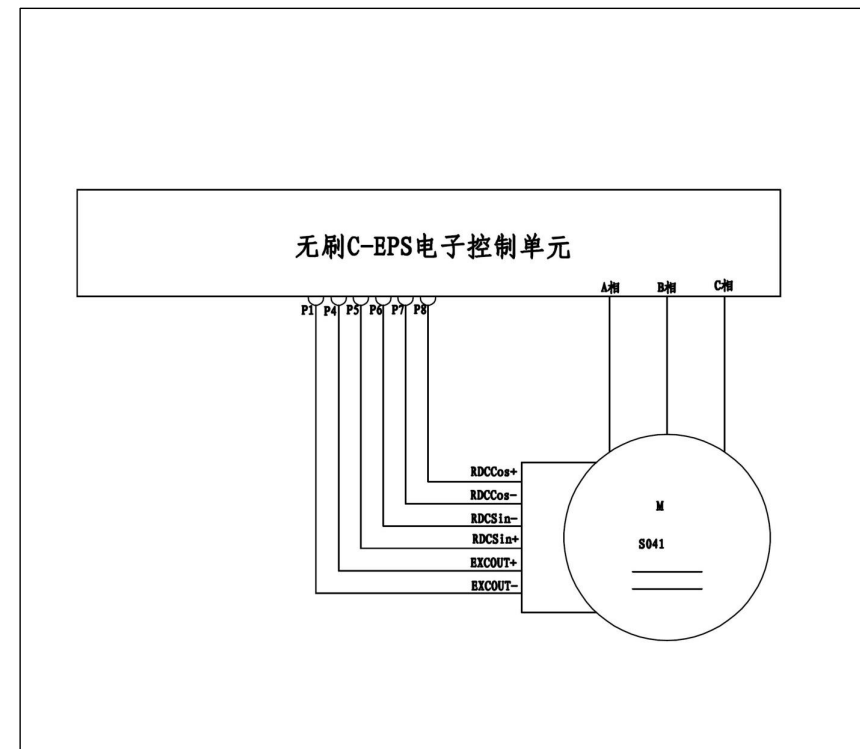 无刷C-EPS电子控制单元
A相 B相 C相
P1 P4 P5 P6 P7 P8
RDCCos+
RDCCos-
RDCSin-
RDCSin+
EXCOUT+
EXCOUT-
M
S041